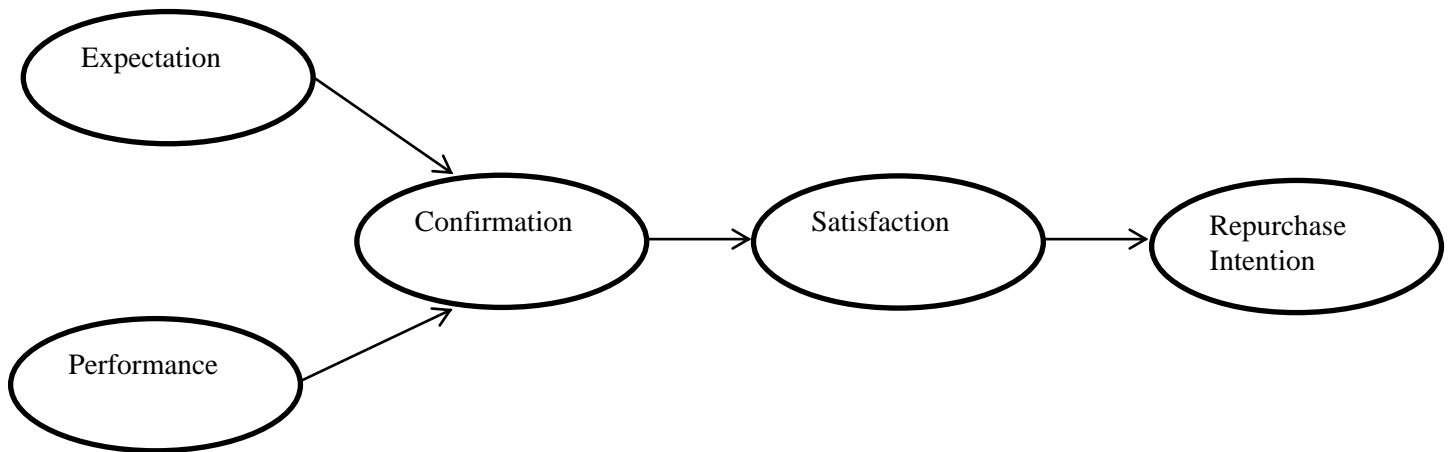 Expectation
Performance
Confirmation
Satisfaction
Repurchase
Intention